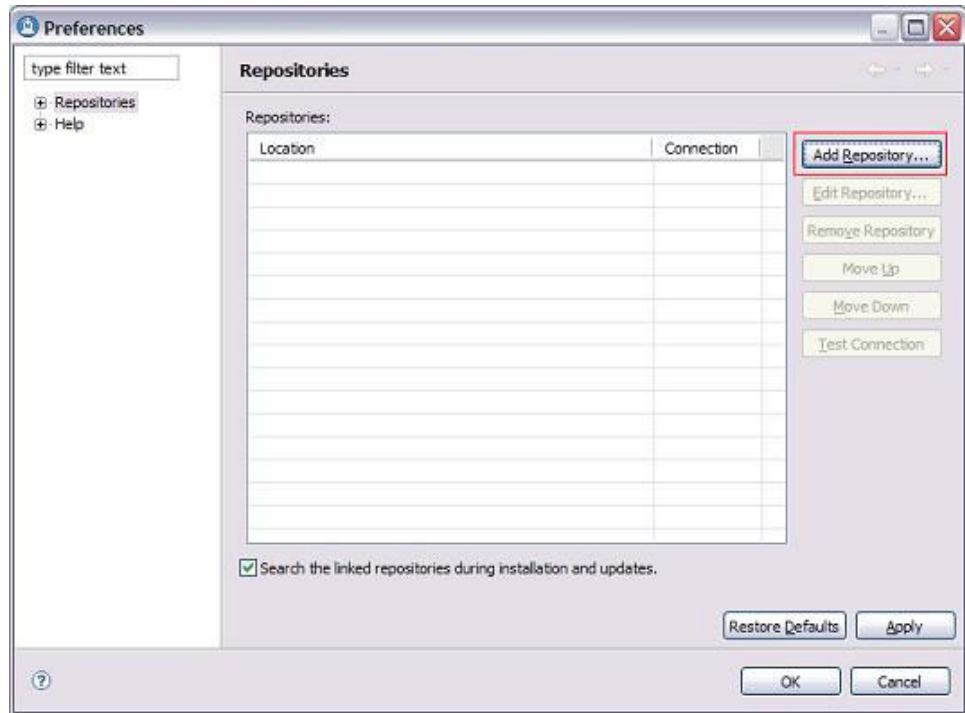 Preferences
type filter text
Repositories
Help
Repositories
Repositories:
Location Connection
Add Repository...
Edit Repository...
Remove Repository
Move Up
Move Down
Test Connection
Search the linked repositories during installation and updates.
Restore Defaults Apply
OK Cancel